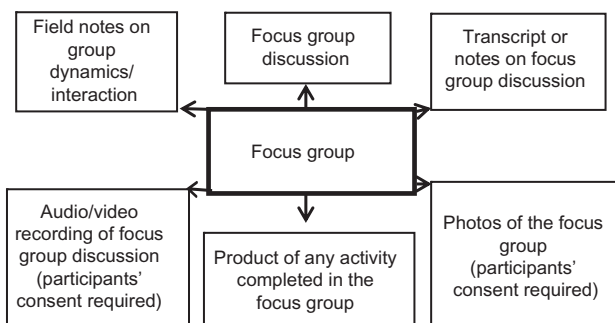 Field notes on
group
dynamics/
interaction
Focus group
discussion
Transcript or
notes on focus
group discussion
Focus group
Audio/video
recording of focus
group discussion
(participants’
consent required)
Product of any activity
completed in the
focus group
Photos of the focus
group
(participants’
consent required)